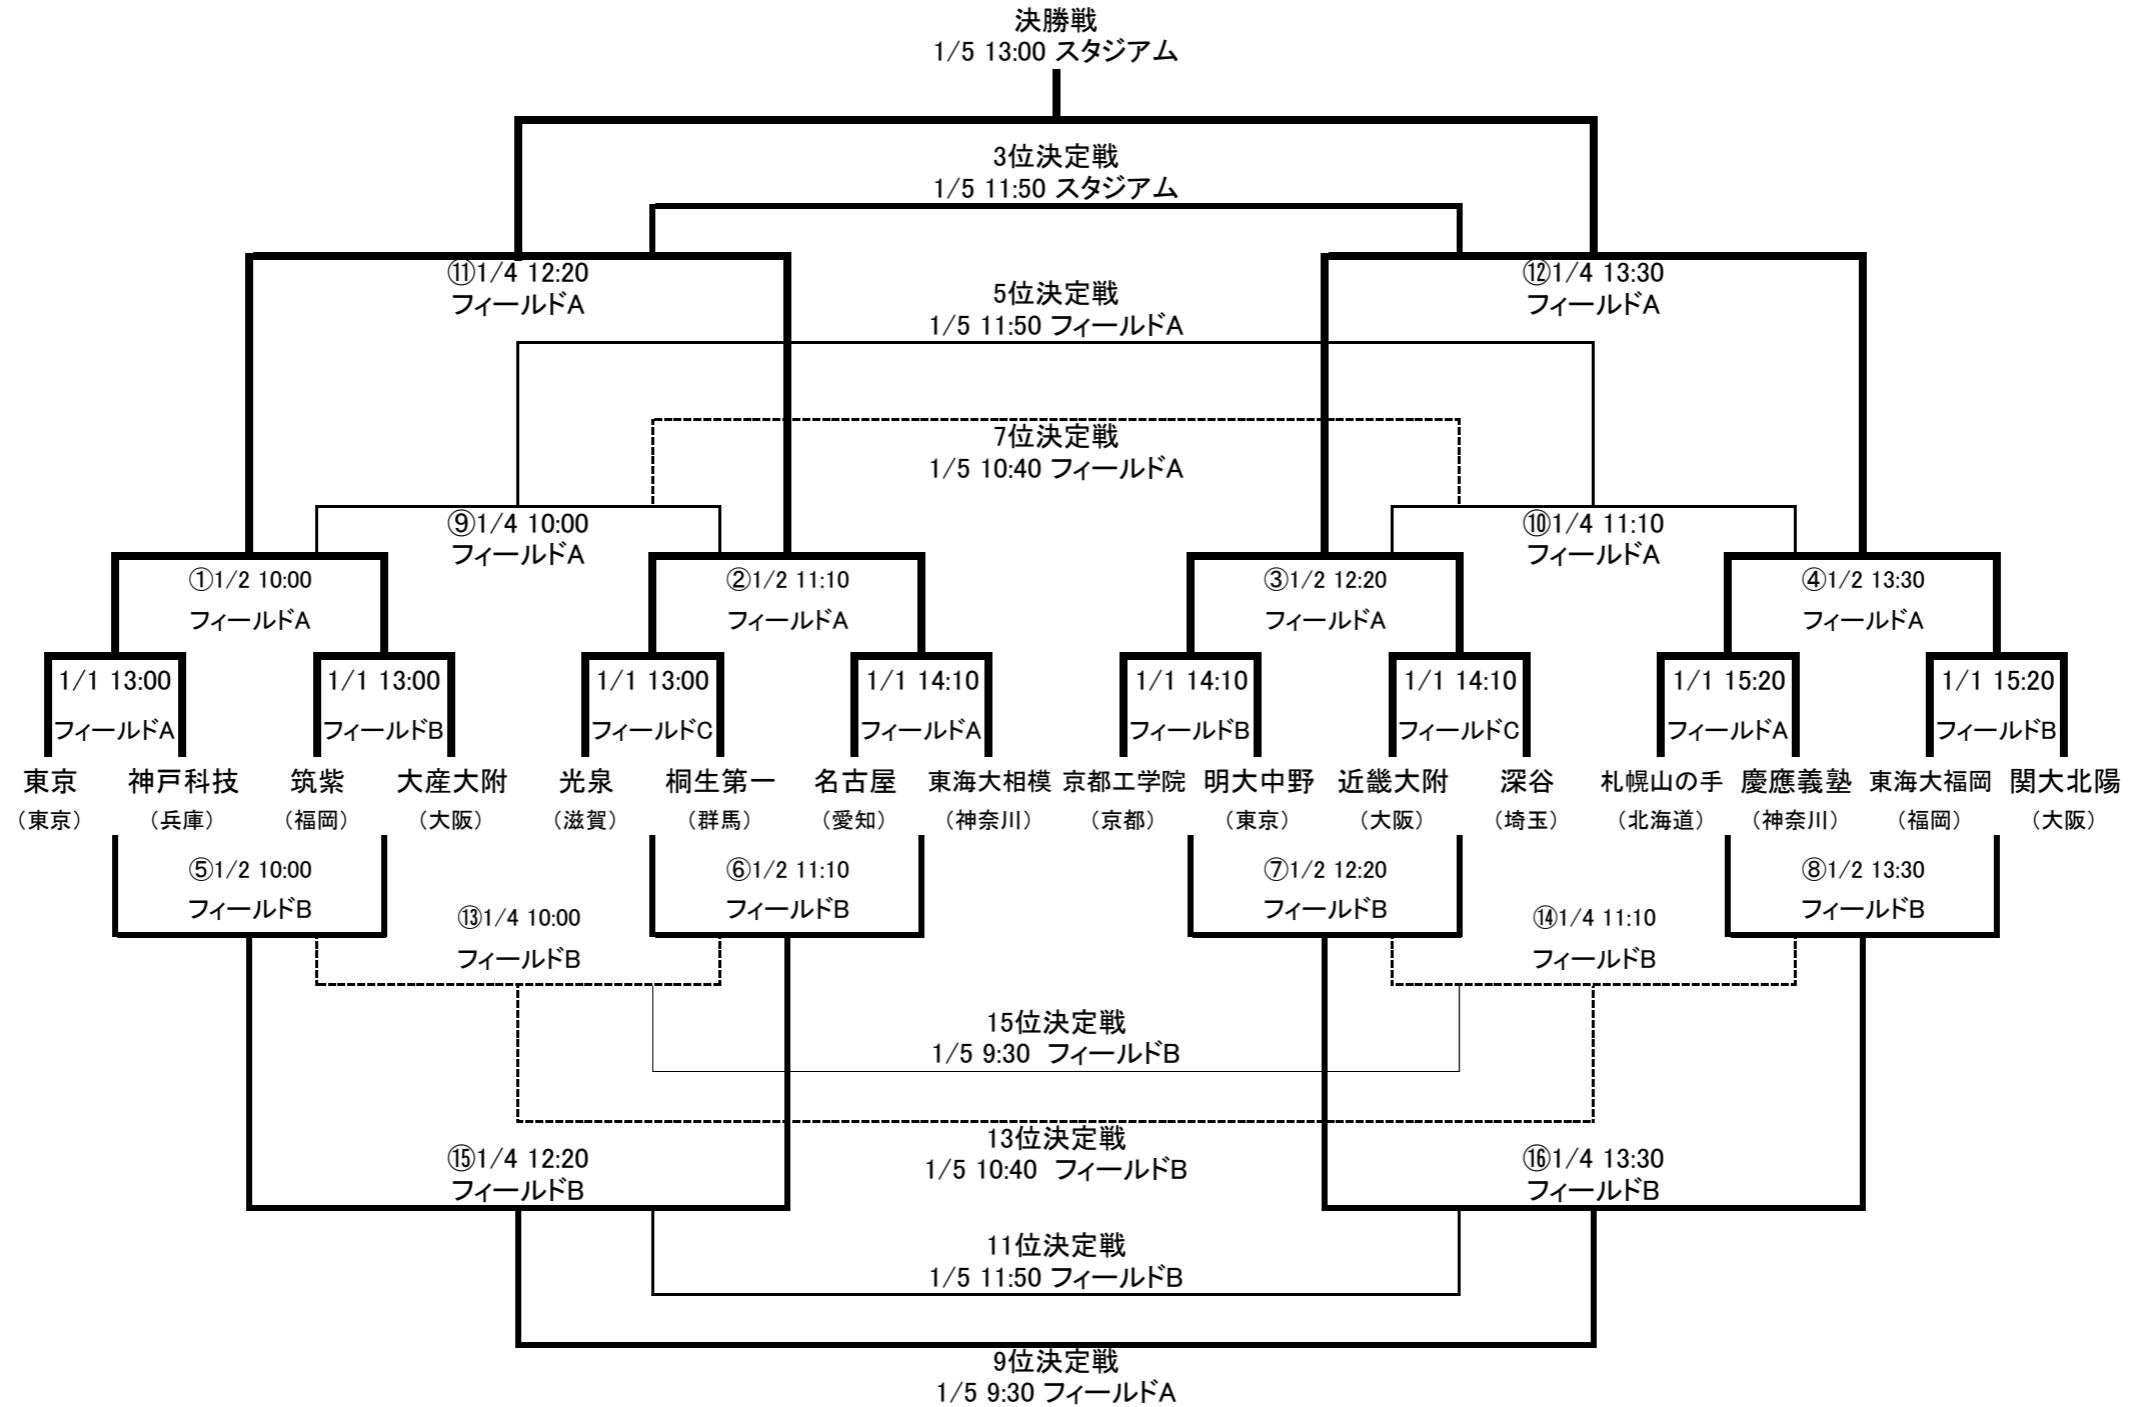 決勝戦
1/5 13:00 スタジアム
3位決定戦
1/5 11:50 スタジアム
⑪1/4 12:20
フィールドA
⑫1/4 13:30
フィールドA
5位決定戦
1/5 11:50 フィールドA
7位決定戦
1/5 10:40 フィールドA
⑨1/4 10:00
フィールドA
⑩1/4 11:10
フィールドA
①1/2 10:00
フィールドA
②1/2 11:10
フィールドA
③1/2 12:20
フィールドA
④1/2 13:30
フィールドA
1/1 13:00
フィールドA
1/1 13:00
フィールドB
1/1 13:00
フィールドC
1/1 14:10
フィールドA
1/1 14:10
フィールドB
1/1 14:10
フィールドC
1/1 15:20
フィールドA
1/1 15:20
フィールドB
東京
（東京）
神戸科技
（兵庫）
筑紫
（福岡）
大産大附
（大阪）
光泉
（滋賀）
桐生第一
（群馬）
名古屋
（愛知）
東海大相模
（神奈川）
京都工学院
（京都）
明大中野
（東京）
近畿大附
（大阪）
深谷
（埼玉）
札幌山の手
（北海道）
慶應義塾
（神奈川）
東海大福岡
（福岡）
関大北陽
（大阪）
⑤1/2 10:00
フィールドB
⑥1/2 11:10
フィールドB
⑦1/2 12:20
フィールドB
⑧1/2 13:30
フィールドB
⑬1/4 10:00
フィールドB
⑭1/4 11:10
フィールドB
15位決定戦
1/5 9:30 フィールドB
13位決定戦
1/5 10:40 フィールドB
⑮1/4 12:20
フィールドB
⑯1/4 13:30
フィールドB
11位決定戦
1/5 11:50 フィールドB
9位決定戦
1/5 9:30 フィールドA